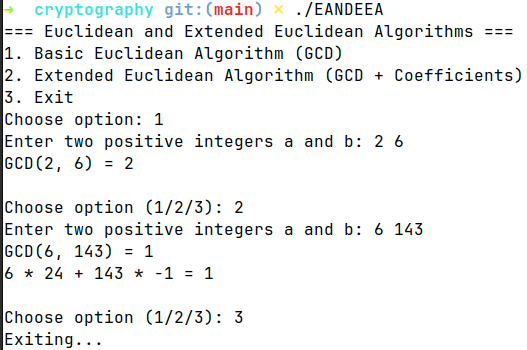 ➜  cryptography git:(main) ✗ ./EANDEEA
=== Euclidean and Extended Euclidean Algorithms ===
1. Basic Euclidean Algorithm (GCD)
2. Extended Euclidean Algorithm (GCD + Coefficients)
3. Exit
Choose option: 1
Enter two positive integers a and b: 2 6
GCD(2, 6) = 2

Choose option (1/2/3): 2
Enter two positive integers a and b: 6 143
GCD(6, 143) = 1
6 * 24 + 143 * -1 = 1

Choose option (1/2/3): 3
Exiting...